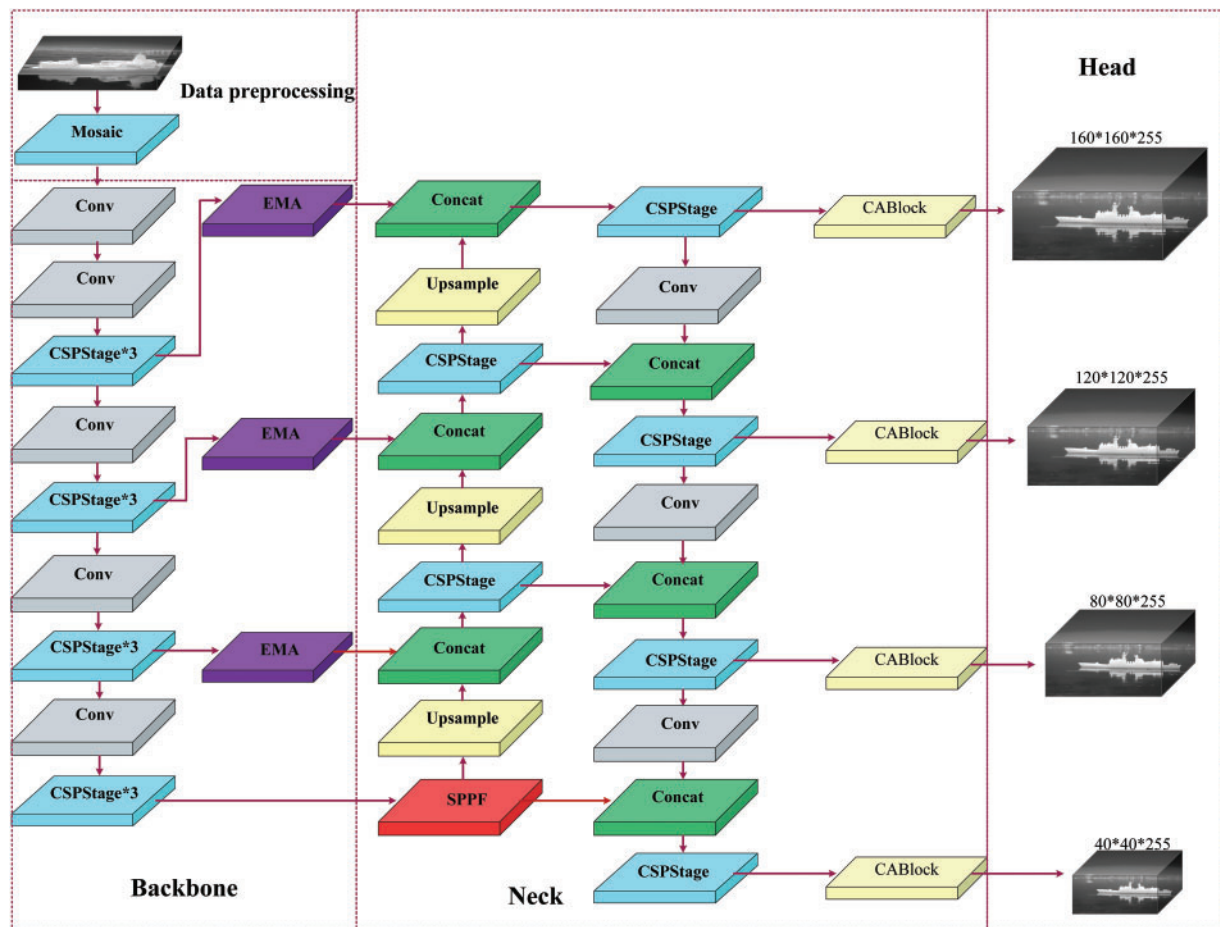 Data preprocessing
Mosaic
Conv
Conv
CSPStage*3
Conv
CSPStage*3
Conv
CSPStage*3
Conv
CSPStage*3
Backbone
EMA
EMA
EMA
Concat
Upsample
CSPStage
Concat
Upsample
CSPStage
Concat
Upsample
SPPF
Neck
CSPStage
Conv
Concat
CSPStage
Conv
Concat
CSPStage
Conv
Concat
CSPStage
CABlock
CABlock
CABlock
CABlock
Head
160*160*255
120*120*255
80*80*255
40*40*255